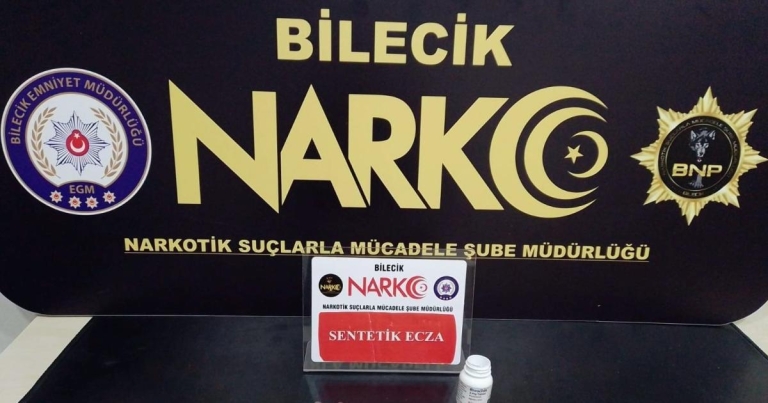 BİLECİK
NARKO
BİLECİK EMNİYET MÜDÜRLÜĞÜ
EGM
BNP
NARKOTİK SUÇLARLA MÜCADELE ŞUBE MÜDÜRLÜĞÜ
BİLECİK
NARKO
NARKO
NARKOTİK SUÇLARLA MÜCADELE ŞUBE MÜDÜRLÜĞÜ
SENTETİK ECZA